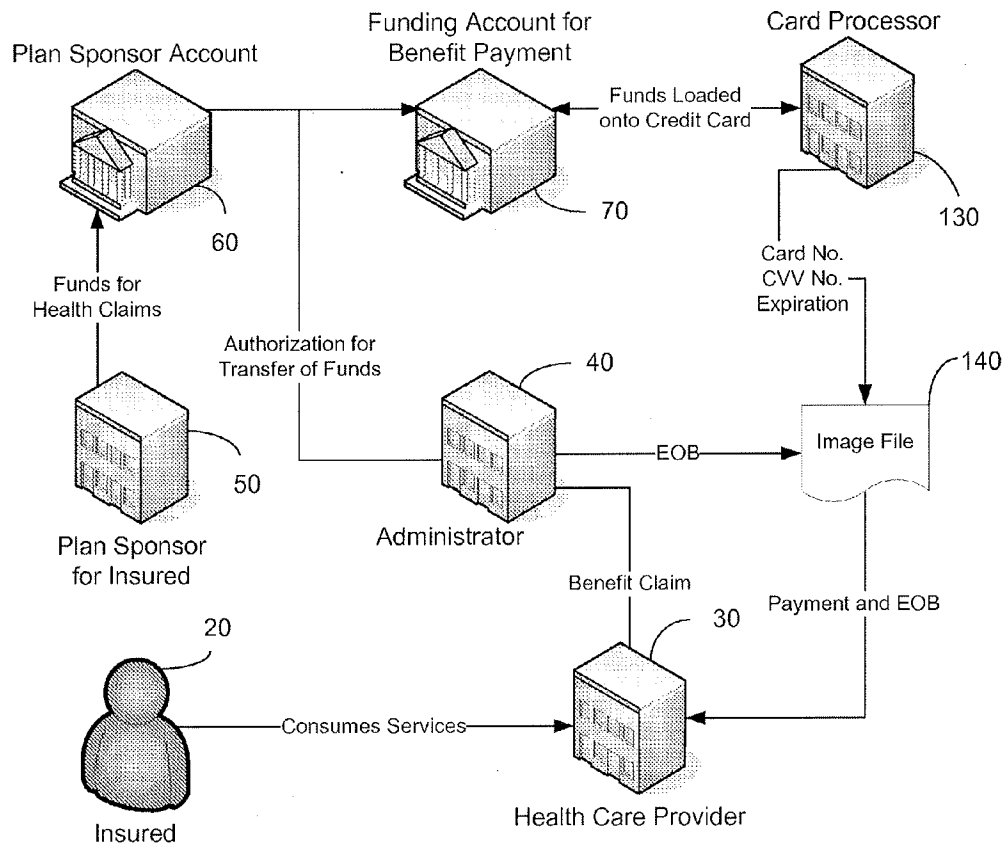 Plan Sponsor Account
Funding Account for
Benefit Payment
Card Processor
Funds Loaded
onto Credit Card
60
70
130
Funds for
Health Claims
Card No.
CVV No.
Expiration
Authorization for
Transfer of Funds
40
140
Image File
EOB
50
Plan Sponsor
for Insured
Administrator
Benefit Claim
Payment and EOB
20
30
Consumes Services
Health Care Provider
Insured